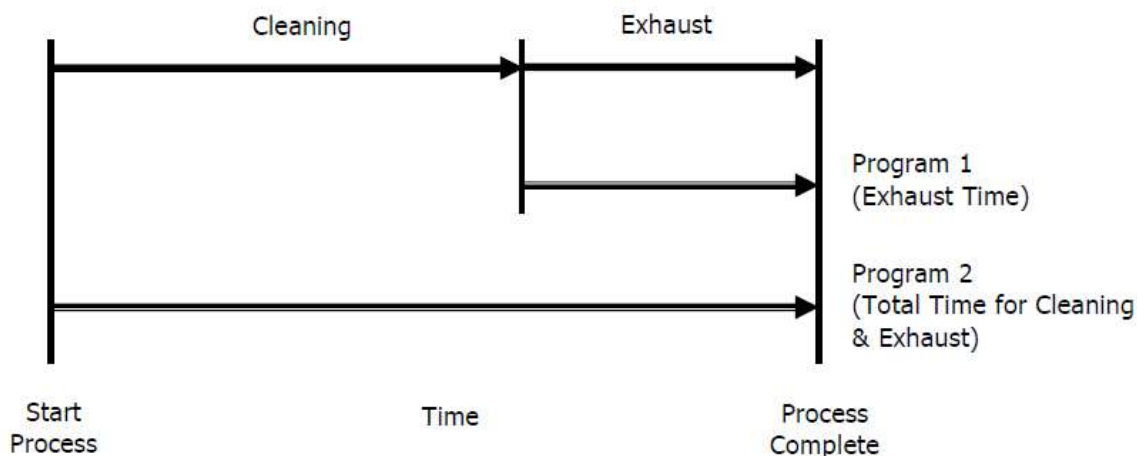 Cleaning
Exhaust
Program 1
(Exhaust Time)
Program 2
(Total Time for Cleaning
& Exhaust)
Start
Process
Time
Process
Complete